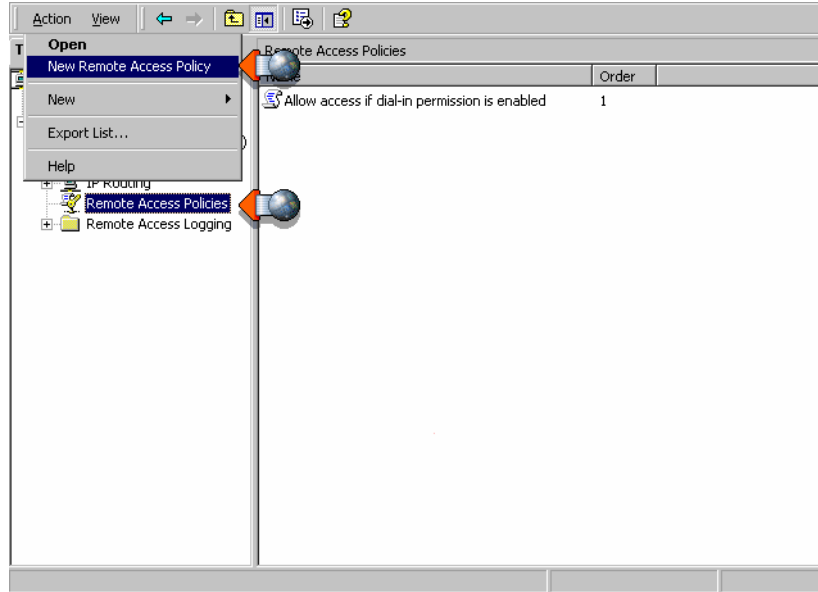 Action View
T
Open
New Remote Access Policy
New
Export List...
Help
IP Routing
Remote Access Policies
Remote Access Logging
Remote Access Policies
Order
Allow access if dial-in permission is enabled 1